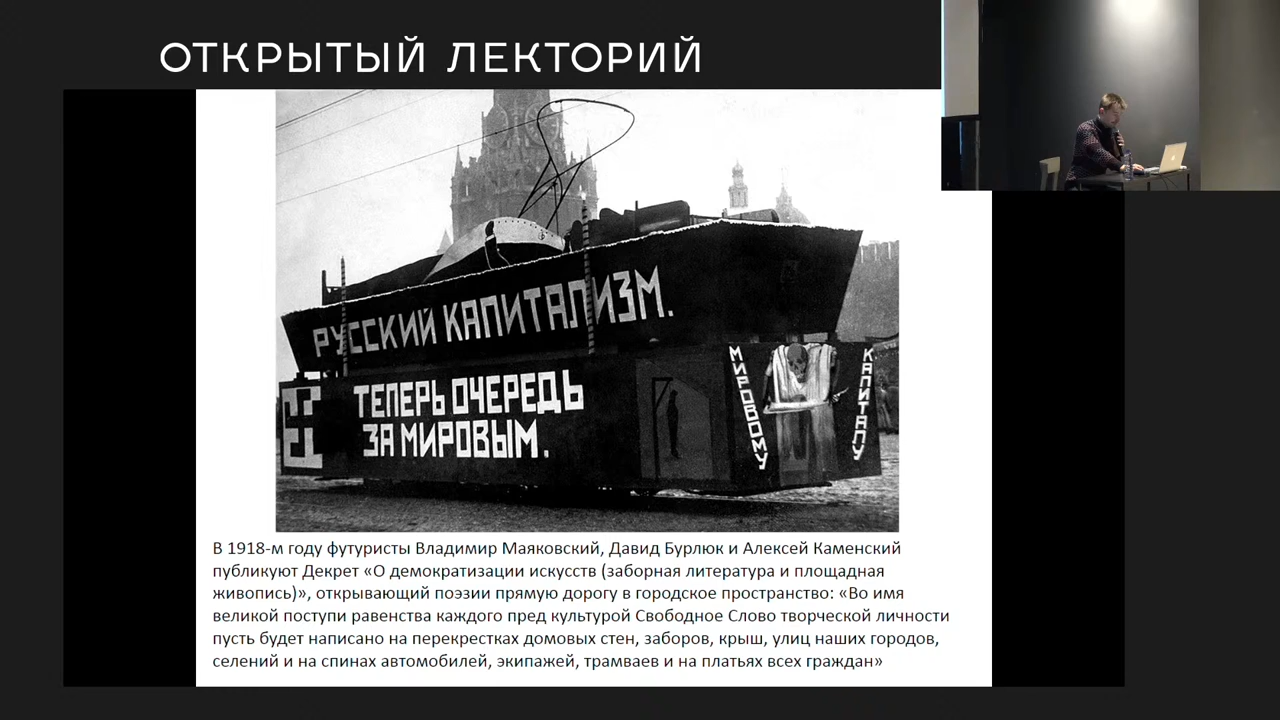 ОТКРЫТЫЙ ЛЕКТОРИЙ
РУССКИЙ КАПИТАЛИЗМ.
ТЕПЕРЬ ОЧЕРЕДЬ
ЗА МИРОВЫМ.
МИРОВОМУ
КАПИТАЛУ
В 1918-м году футуристы Владимир Маяковский, Давид Бурлюк и Алексей Каменский
публикуют Декрет «О демократизации искусств (заборная литература и площадная
живопись)», открывающий поэзии прямую дорогу в городское пространство: «Во имя
великой поступи равенства каждого пред культурой Свободное Слово творческой личности
пусть будет написано на перекрестках домовых стен, заборов, крыш, улиц наших городов,
селений и на спинах автомобилей, экипажей, трамваев и на платьях всех граждан»